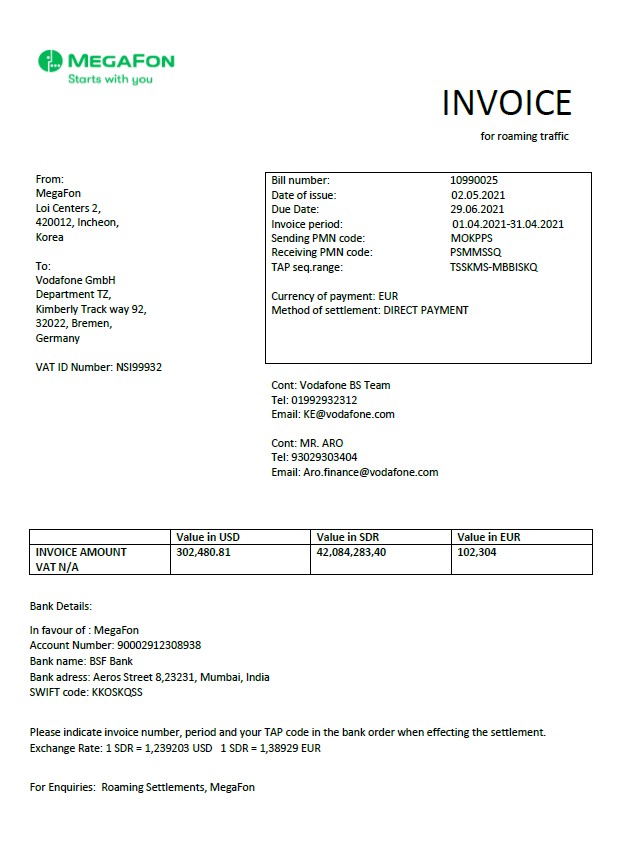 MEGAFON
Starts with you
INVOICE
for roaming traffic
From:
MegaFon
Loi Centers 2,
420012, Incheon,
Korea
To:
Vodafone GmbH
Department TZ,
Kimberly Track way 92,
32022, Bremen,
Germany
VAT ID Number: NSI99932
Bill number: 10990025
Date of issue: 02.05.2021
Due Date: 29.06.2021
Invoice period: 01.04.2021-31.04.2021
Sending PMN code: MOKPPS
Receiving PMN code: PSMMSSQ
TAP seq.range: TSSKMS-MBBISKQ
Currency of payment: EUR
Method of settlement: DIRECT PAYMENT
Cont: Vodafone BS Team
Tel: 01992932312
Email: KE@vodafone.com
Cont: MR. ARO
Tel: 93029303404
Email: Aro.finance@vodafone.com
Value in USD Value in SDR Value in EUR
INVOICE AMOUNT 302,480.81 42,084,283,40 102,304
VAT N/A
Bank Details:
In favour of : MegaFon
Account Number: 90002912308938
Bank name: BSF Bank
Bank adress: Aeros Street 8,23231, Mumbai, India
SWIFT code: KKOSKQSS
Please indicate invoice number, period and your TAP code in the bank order when effecting the settlement.
Exchange Rate: 1 SDR = 1,239203 USD 1 SDR = 1,38929 EUR
For Enquiries: Roaming Settlements, MegaFon